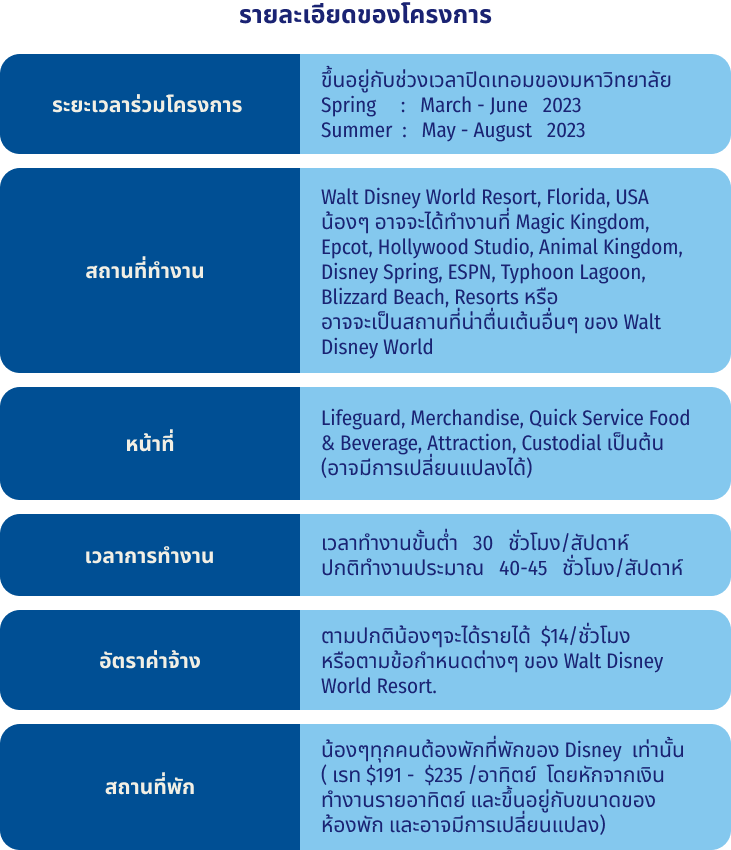 รายละเอียดของโครงการ
ระยะเวลาร่วมโครงการ
ขึ้นอยู่กับช่วงเวลาปิดเทอมของมหาวิทยาลัย
Spring : March - June 2023
Summer : May - August 2023
สถานที่ทำงาน
Walt Disney World Resort, Florida, USA
น้องๆ อาจจะได้ทำงานที่ Magic Kingdom,
Epcot, Hollywood Studio, Animal Kingdom,
Disney Spring, ESPN, Typhoon Lagoon,
Blizzard Beach, Resorts หรือ
อาจจะเป็นสถานที่น่าตื่นเต้นอื่นๆ ของ Walt
Disney World
หน้าที่
Lifeguard, Merchandise, Quick Service Food
& Beverage, Attraction, Custodial เป็นต้น
(อาจมีการเปลี่ยนแปลงได้)
เวลาการทำงาน
เวลาทำงานขั้นต่ำ 30 ชั่วโมง/สัปดาห์
ปกติทำงานประมาณ 40-45 ชั่วโมง/สัปดาห์
อัตราค่าจ้าง
ตามปกติน้องๆจะได้รายได้ $14/ชั่วโมง
หรือตามข้อกำหนดต่างๆ ของ Walt Disney
World Resort.
สถานที่พัก
น้องๆทุกคนต้องพักที่พักของ Disney เท่านั้น
( เรท $191 - $235 /อาทิตย์ โดยหักจากเงิน
ทำงานรายอาทิตย์ และขึ้นอยู่กับขนาดของ
ห้องพัก และอาจมีการเปลี่ยนแปลง)